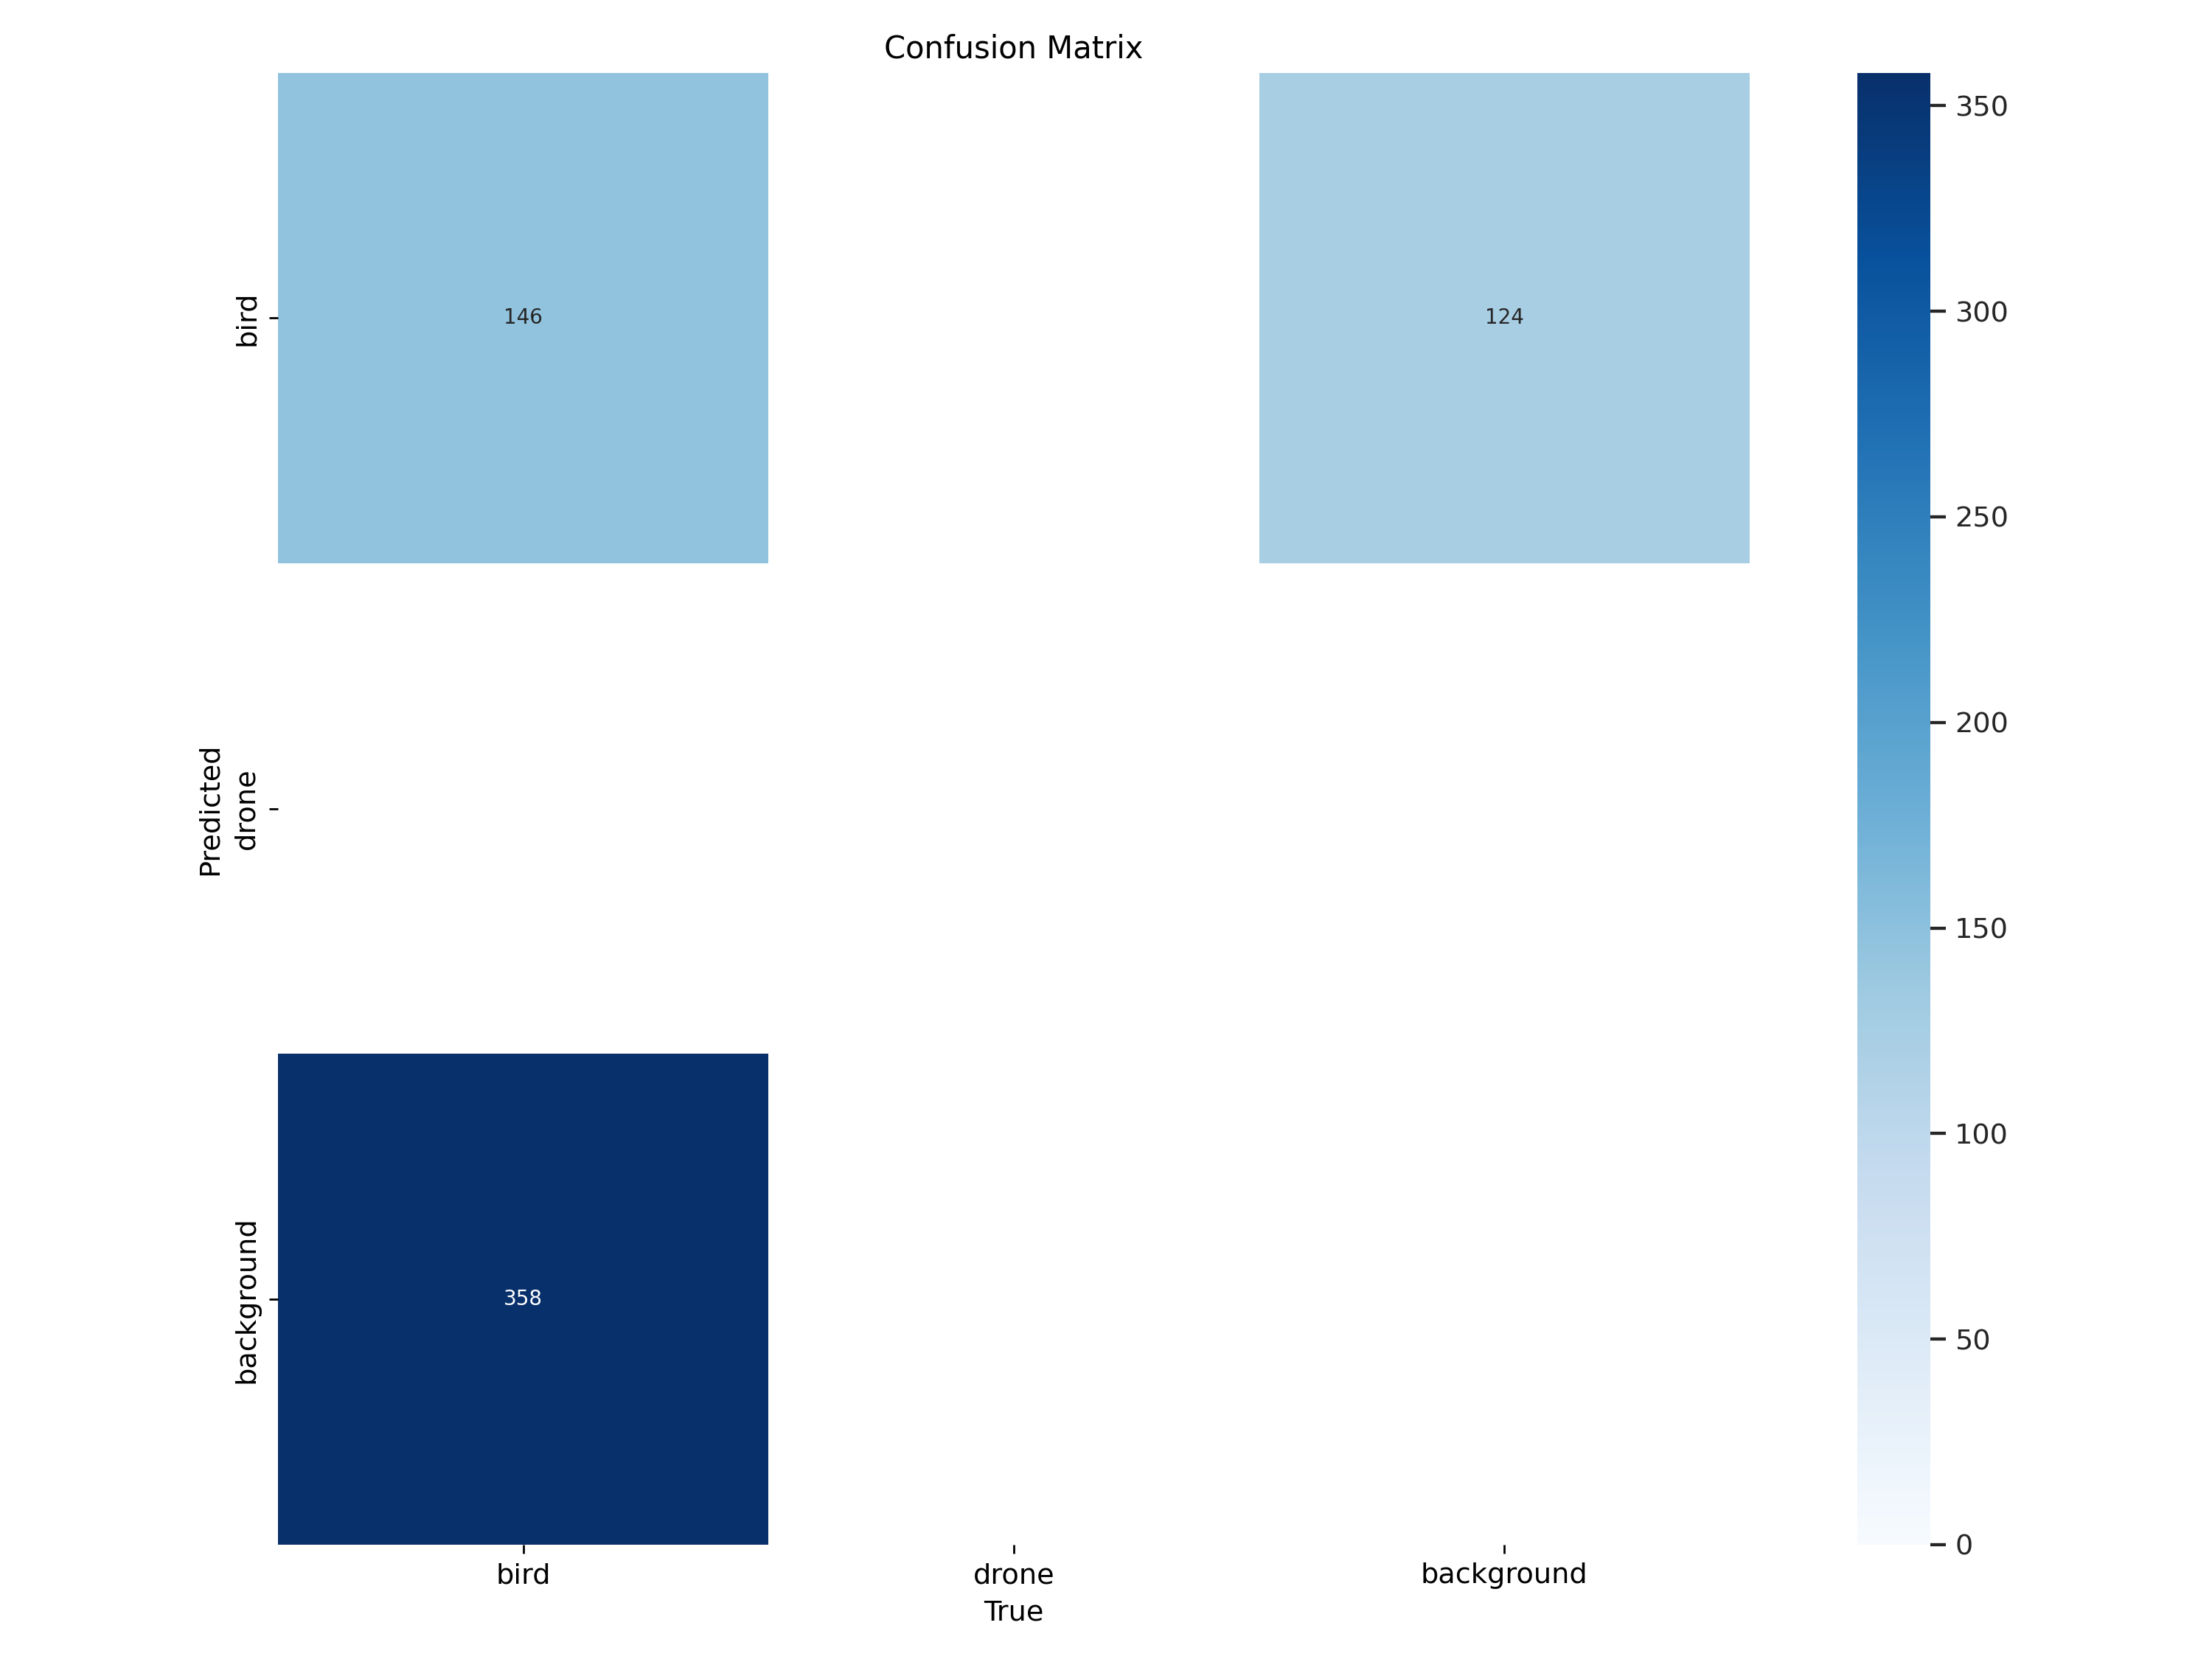 Confusion Matrix
bird
146
124
350
300
250
200
150
100
50
0
Predicted
drone
background
358
bird
drone
background
True